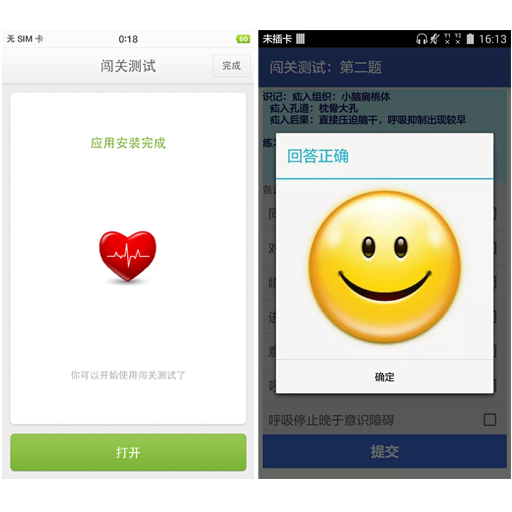 无 SIM 卡
0:18
60
闯关测试
完成
应用安装完成
你可以开始使用闯关测试了
打开
未插卡
16:13
闯关测试：第二题
识记：疝入组织：小脑扁桃体
疝入孔道：枕骨大孔
疝入后果：直接压迫脑干，呼吸抑制出现较早
回答正确
确定
呼吸停止晚于意识障碍
提交